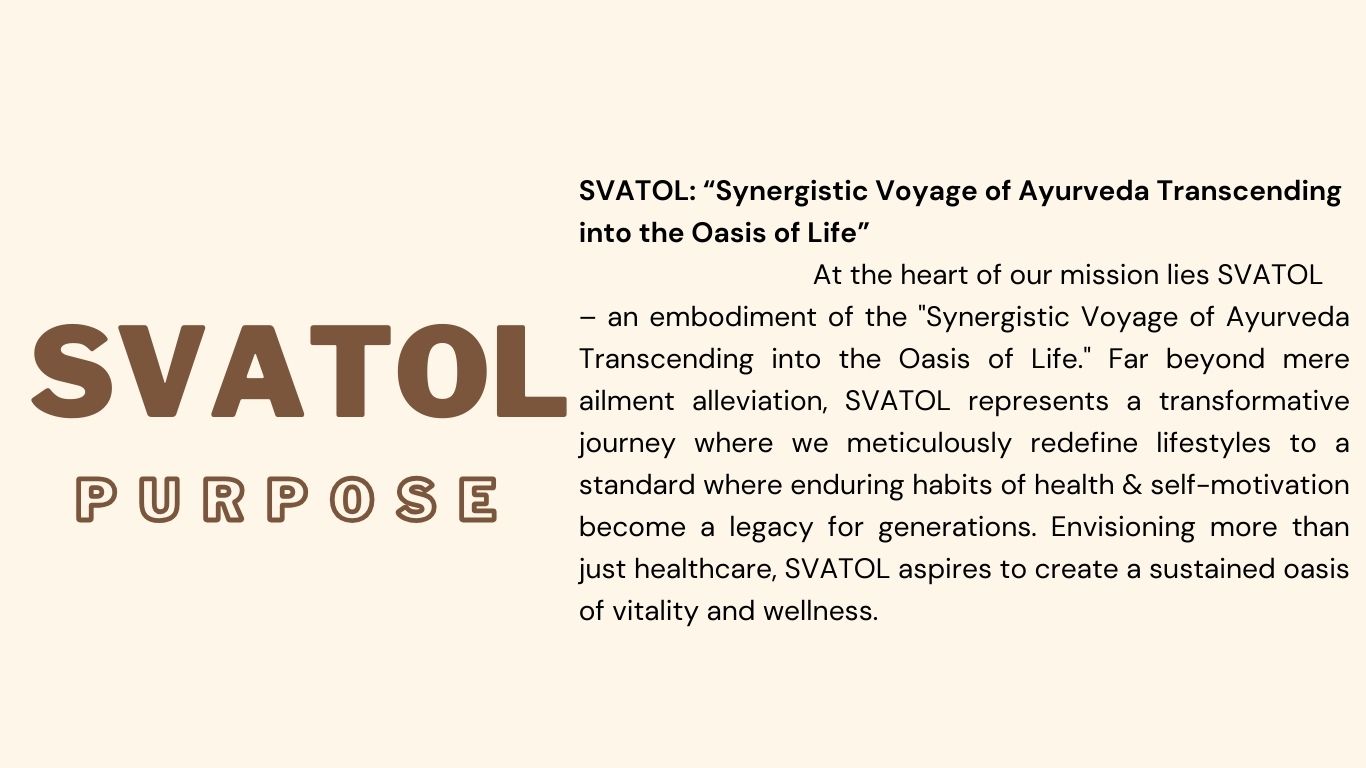 SVATOL
PURPOSE
SVATOL: “Synergistic Voyage of Ayurveda Transcending
into the Oasis of Life”
At the heart of our mission lies SVATOL
– an embodiment of the "Synergistic Voyage of Ayurveda
Transcending into the Oasis of Life." Far beyond mere
ailment alleviation, SVATOL represents a transformative
journey where we meticulously redefine lifestyles to a
standard where enduring habits of health & self-motivation
become a legacy for generations. Envisioning more than
just healthcare, SVATOL aspires to create a sustained oasis
of vitality and wellness.